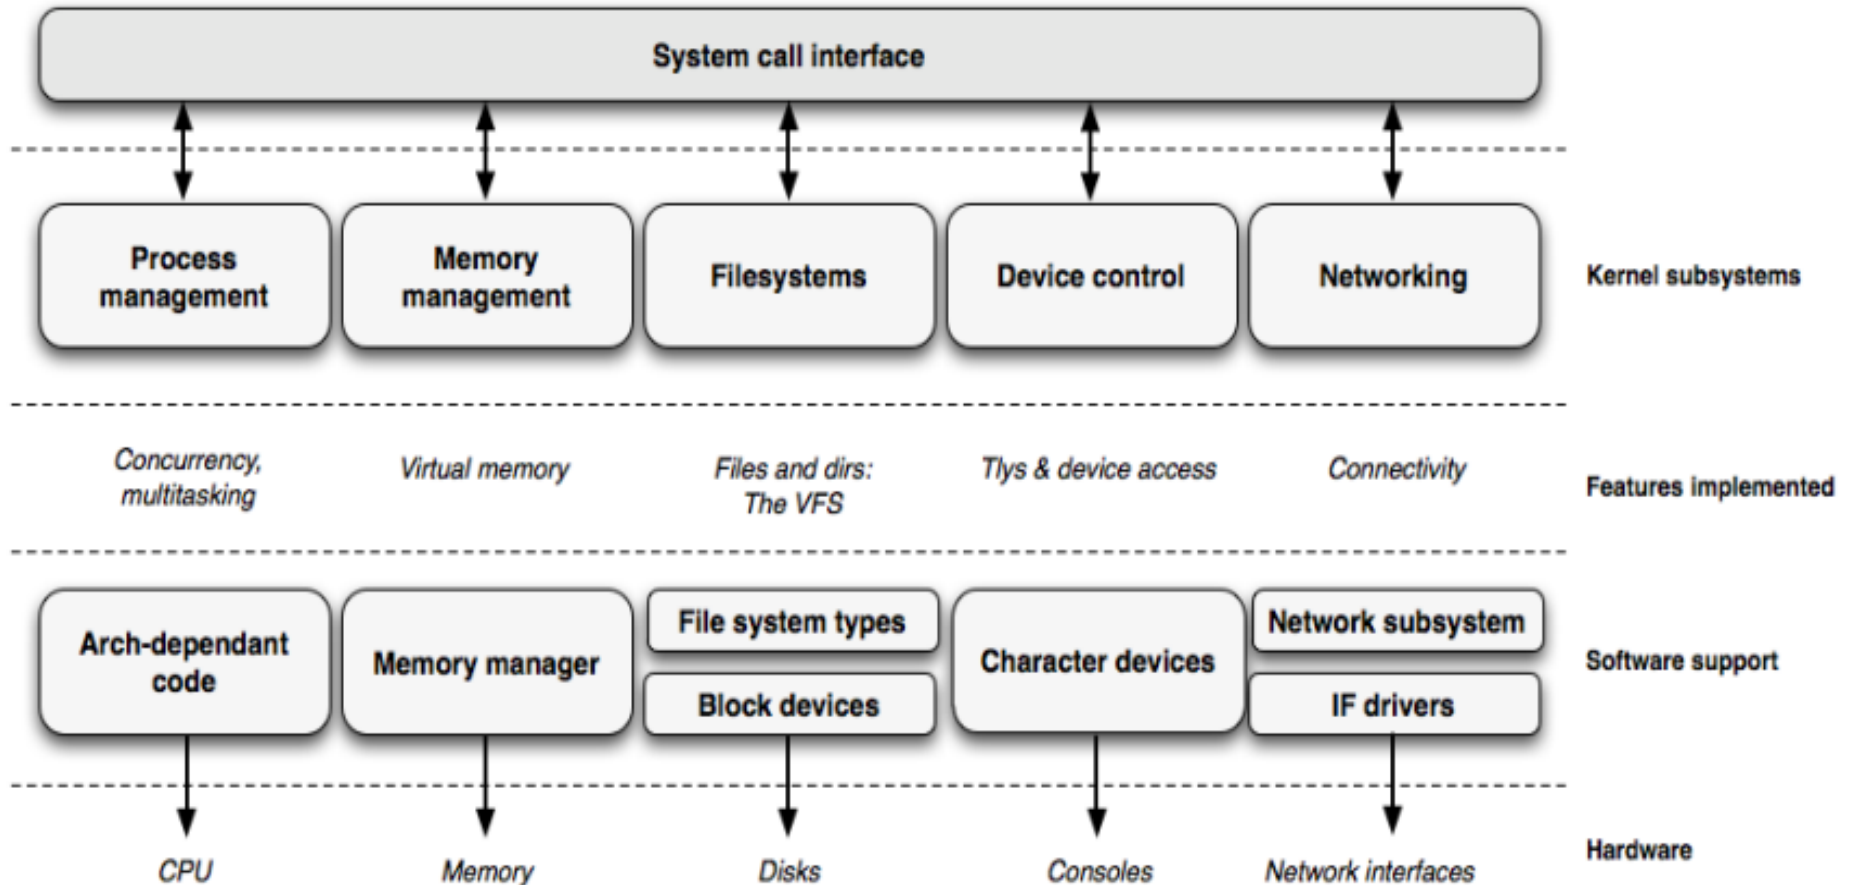 System call interface
Process
management
Memory
management
Filesystems
Device control
Networking
Kernel subsystems
Concurrency,
multitasking
Virtual memory
Files and dirs:
The VFS
Tlys & device access
Connectivity
Features implemented
Arch-dependant
code
Memory manager
File system types
Block devices
Character devices
Network subsystem
IF drivers
Software support
CPU
Memory
Disks
Consoles
Network interfaces
Hardware